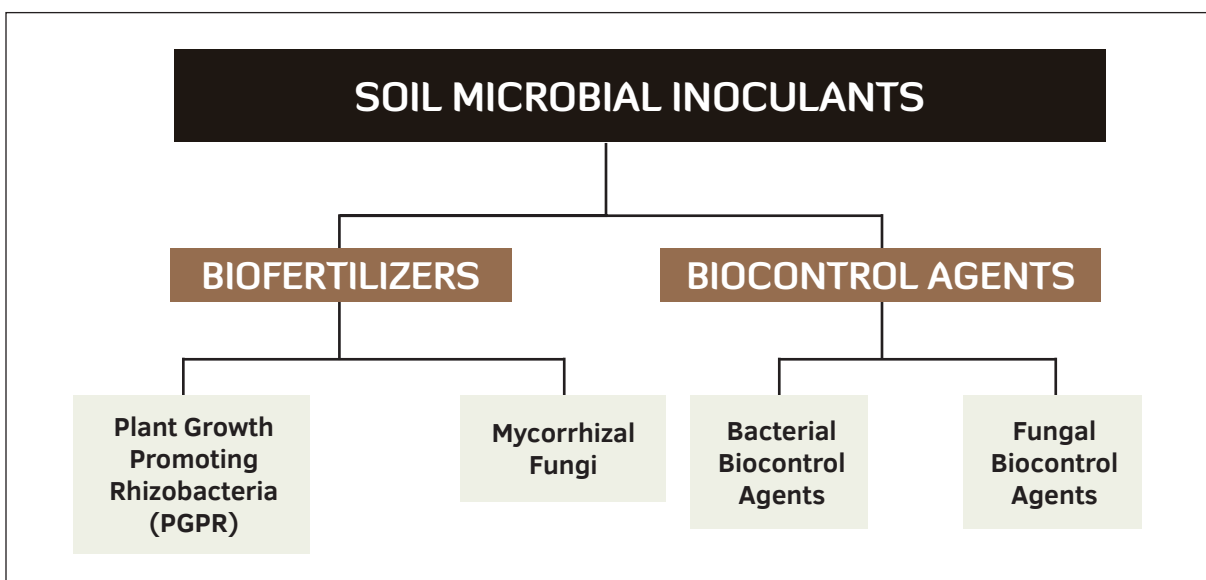 SOIL MICROBIAL INOCULANTS
BIOFERTILIZERS
BIOCONTROL AGENTS
Plant Growth
Promoting
Rhizobacteria
(PGPR)
Mycorrhizal
Fungi
Bacterial
Biocontrol
Agents
Fungal
Biocontrol
Agents